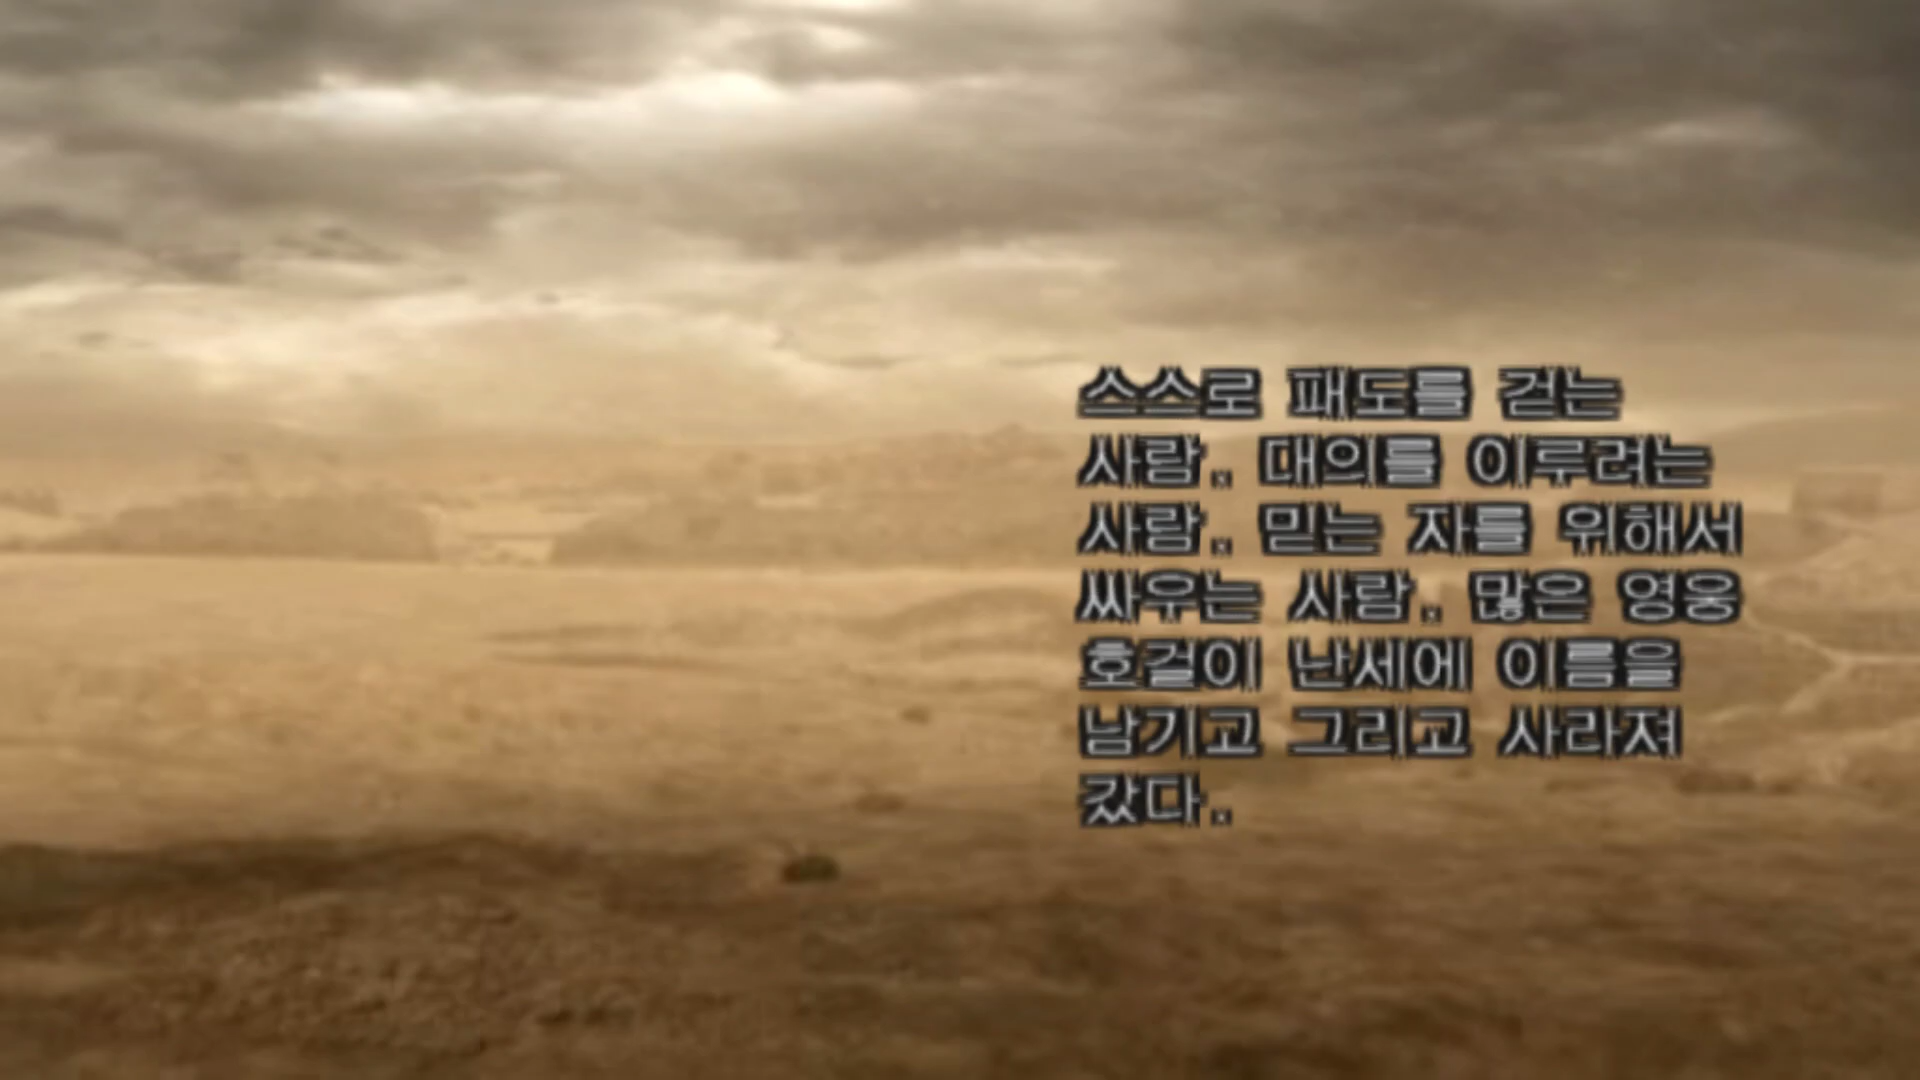 스스로 패도를 걷는
사람. 대의를 이루려는
사람. 믿는 자를 위해서
싸우는 사람. 많은 영웅
호걸이 난세에 이름을
남기고 그리고 사라져
갔다.